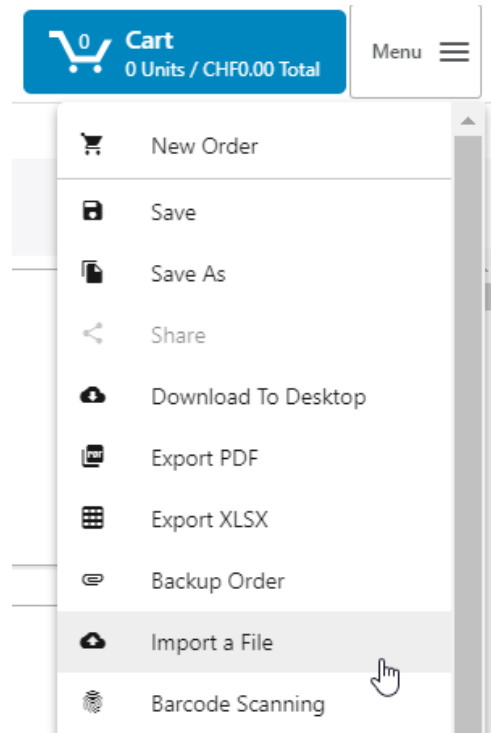 0
Cart
0 Units / CHF0.00 Total
Menu
New Order
Save
Save As
Share
Download To Desktop
PDF
Export PDF
Export XLSX
Backup Order
Import a File
Barcode Scanning